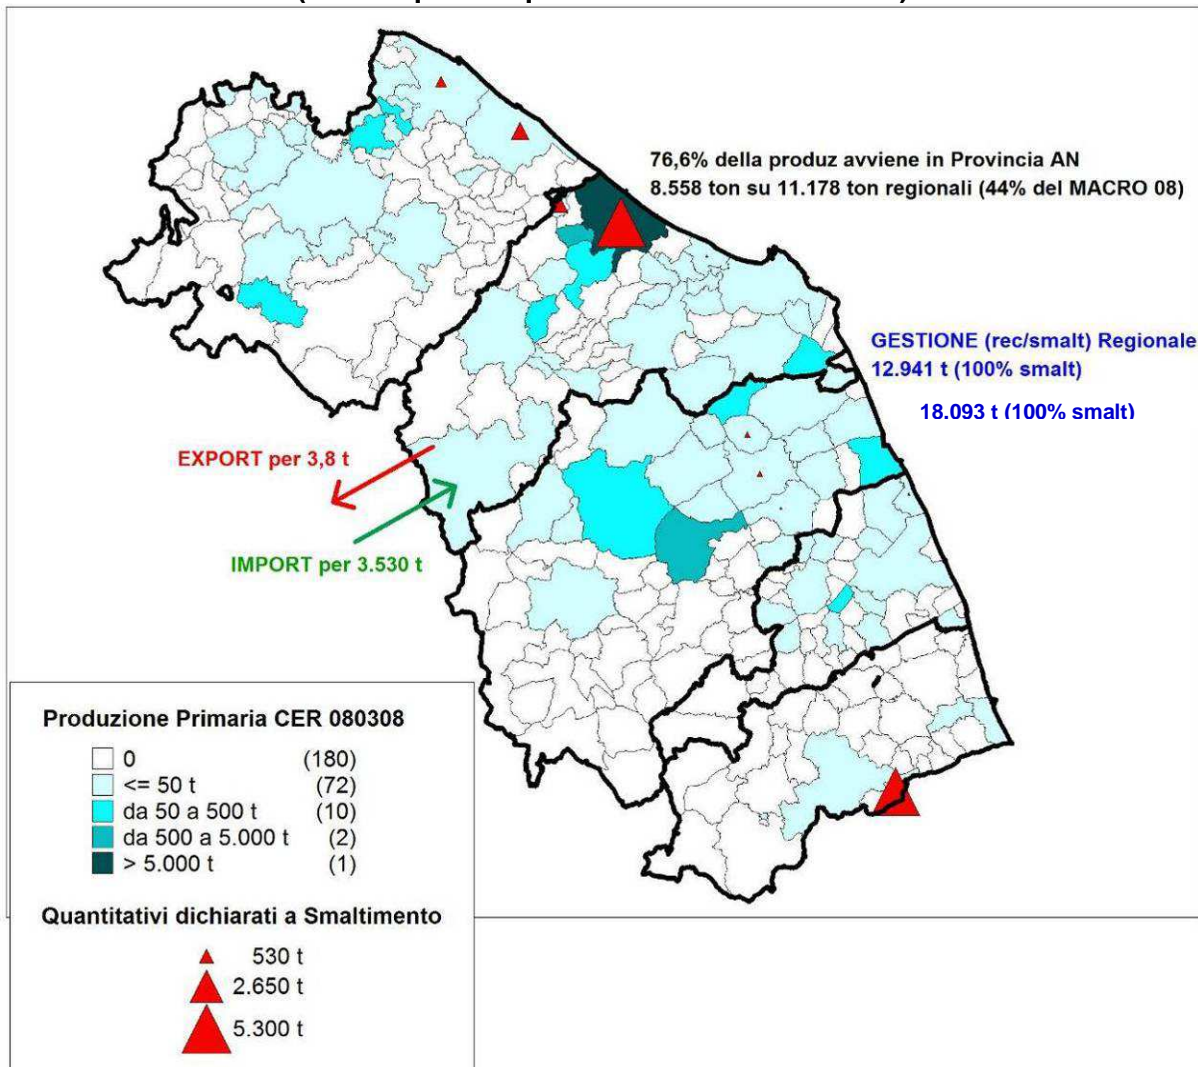 76,6% della produz avviene in Provincia AN
8.558 ton su 11.178 ton regionali (44% del MACRO 08)
GESTIONE (rec/smalt) Regionale
12.941 t (100% smalt)
18.093 t (100% smalt)
EXPORT per 3,8 t
IMPORT per 3.530 t
Produzione Primaria CER 080308
0 (180)
<= 50 t (72)
da 50 a 500 t (10)
da 500 a 5.000 t (2)
> 5.000 t (1)
Quantitativi dichiarati a Smaltimento
530 t
2.650 t
5.300 t